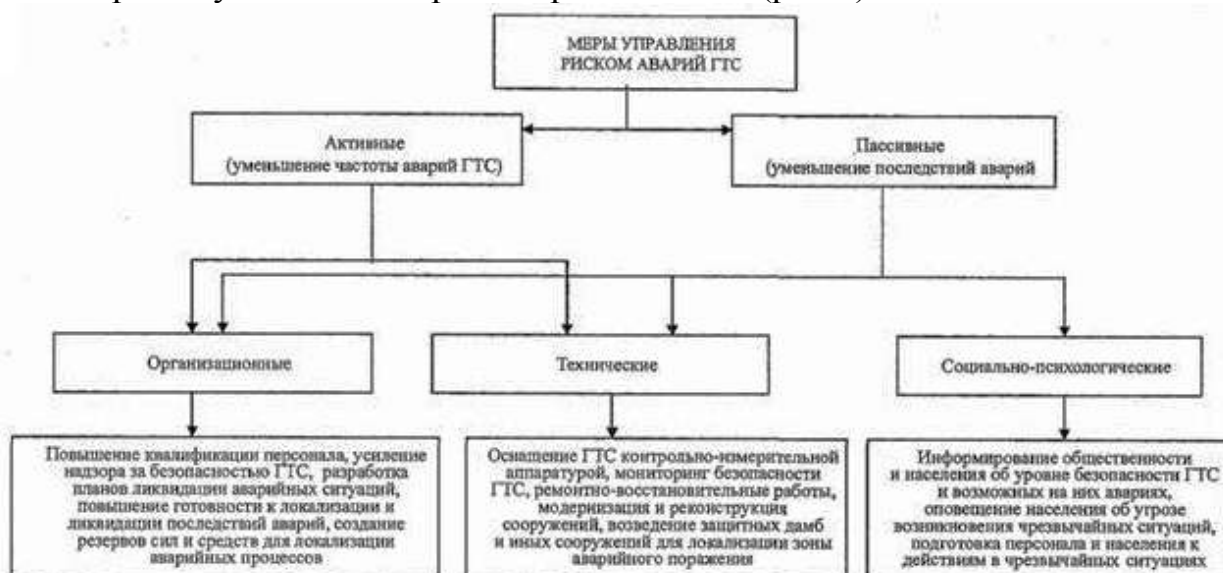 (рис. ,
МЕРЫ УПРАВЛЕНИЯ
РИСКОМ АВАРИЙ ГТС
Активные
(уменьшение частоты аварий ГТС)
Пассивные
(уменьшение последствий аварий
Организационные
Технические
Социально-психологические
Повышение квалификации персонала, усиление
надзора за безопасностью ГТС, разработка
планов ликвидации аварийных ситуаций,
повышение готовности к локализации и
ликвидации последствий аварий, создание
резервов сил и средств для локализации
аварийных процессов
Оснащение ГТС контрольно-измерительной
аппаратурой, мониторинг безопасности
ГТС, ремонтно-восстановительные работы,
модернизация и реконструкция
сооружений, возведение защитных дамб
и иных сооружений для локализации зоны
аварийного поражения
Информирование общественности
и населения об уровне безопасности ГТС
и возможных на них авариях,
оповещение населения об угрозе
возникновения чрезвычайных ситуаций,
подготовка персонала и населения к
действиям в чрезвычайных ситуациях